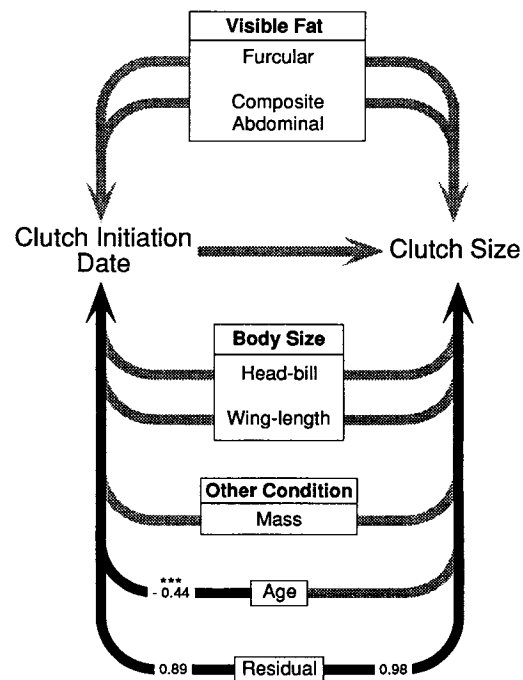 Visible Fat
Furcular
Composite
Abdominal
Clutch Initiation
Date
Clutch Size
Body Size
Head-bill
Wing-length
Other Condition
Mass
***
- 0.44
Age
0.89
Residual
0.98